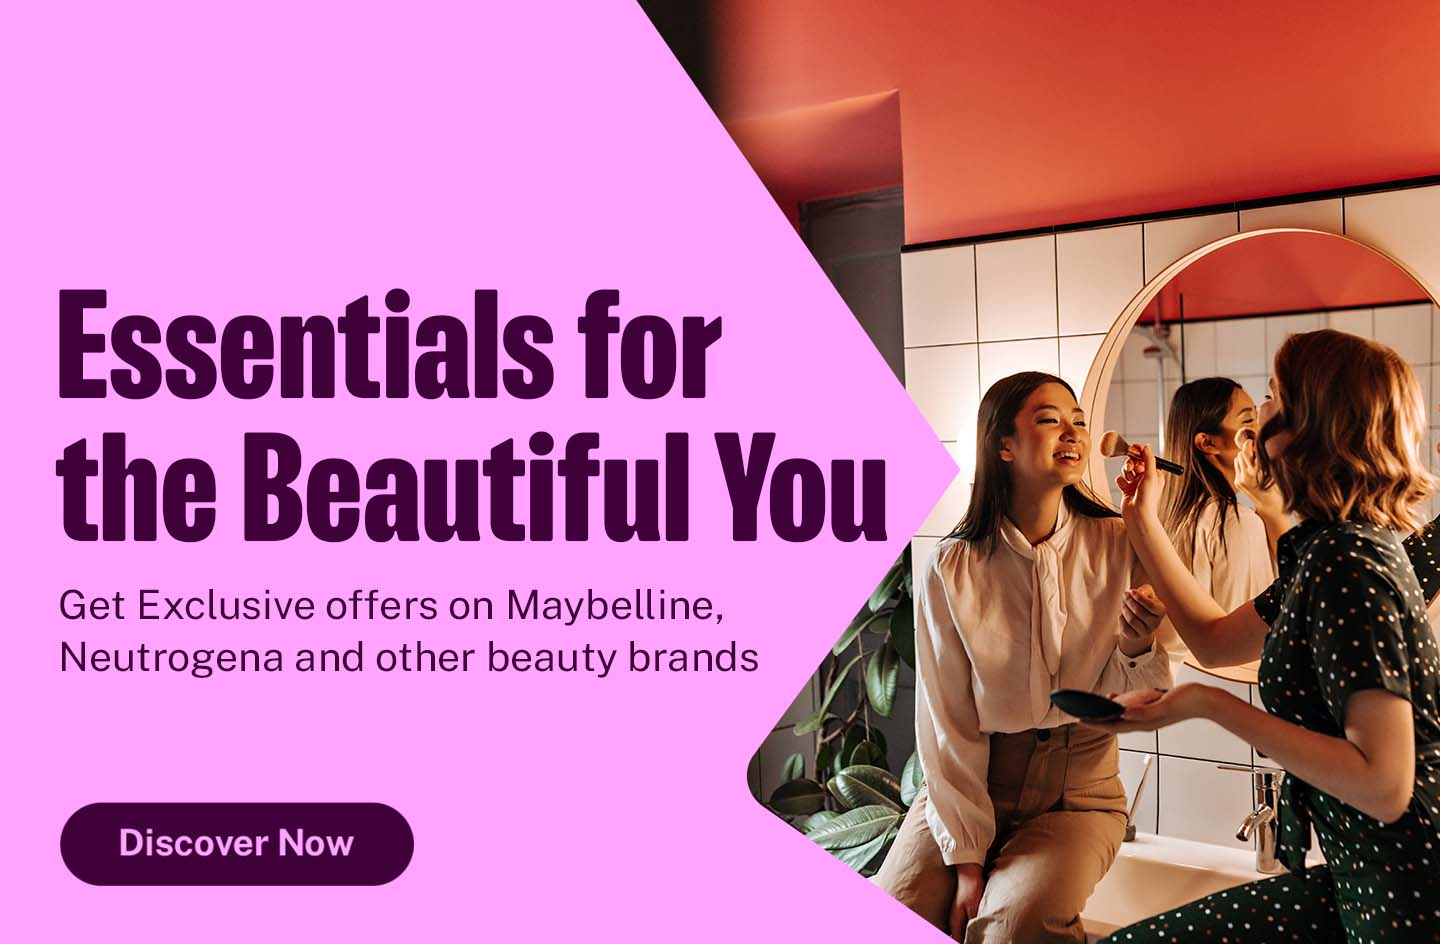 Essentials for
the Beautiful You
Get Exclusive offers on Maybelline,
Neutrogena and other beauty brands
Discover Now